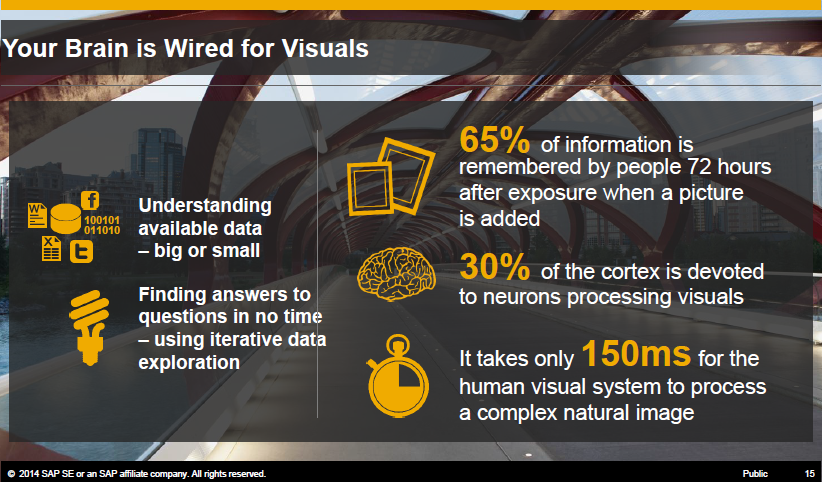 Your Brain is Wired for Visuals
W
f
100101
011010
X
t
Understanding
available data
– big or small
Finding answers to
questions in no time
– using iterative data
exploration
65% of information is
remembered by people 72 hours
after exposure when a picture
is added
30% of the cortex is devoted
to neurons processing visuals
It takes only 150ms for the
human visual system to process
a complex natural image
© 2014 SAP SE or an SAP affiliate company. All rights reserved.
Public
15